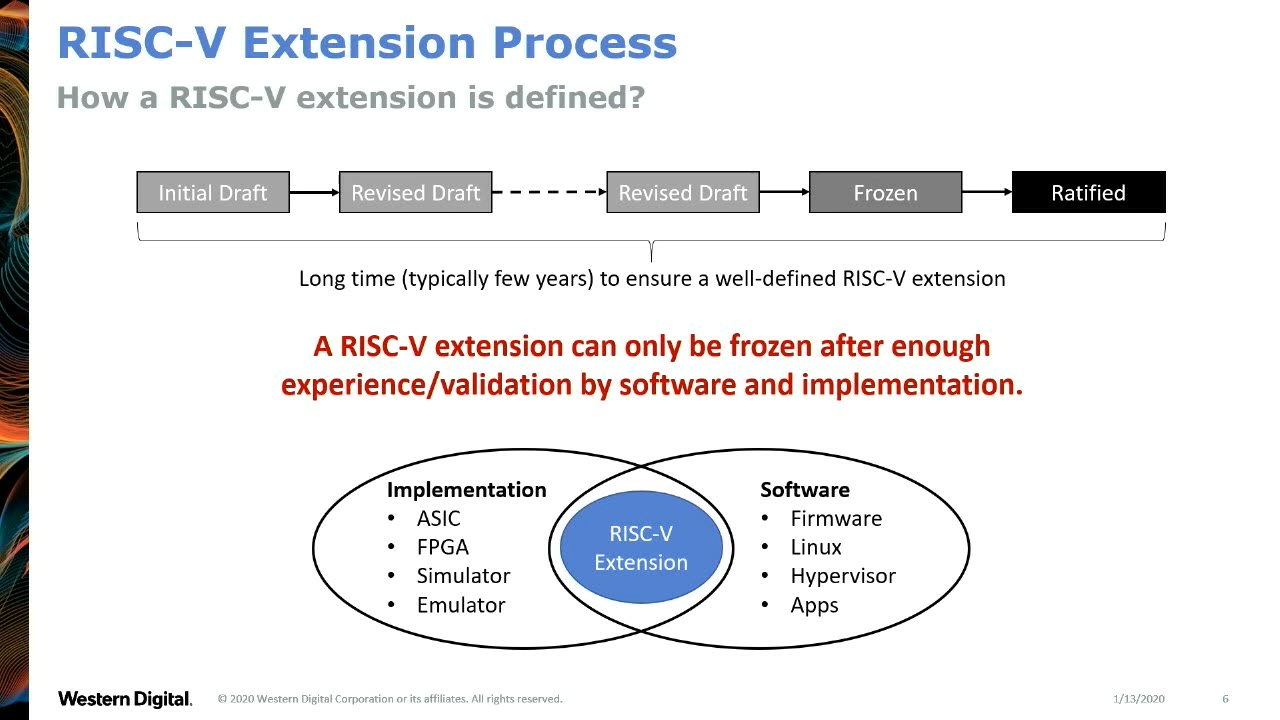 RISC-V Extension Process
How a RISC-V extension is defined?
Initial Draft
Revised Draft
Revised Draft
Frozen
Ratified
Long time (typically few years) to ensure a well-defined RISC-V extension
A RISC-V extension can only be frozen after enough
experience/validation by software and implementation.
Implementation
• ASIC
• FPGA
• Simulator
• Emulator
RISC-V
Extension
Software
• Firmware
• Linux
• Hypervisor
• Apps
Western Digital.
© 2020 Western Digital Corporation or its affiliates. All rights reserved.
1/13/2020
6